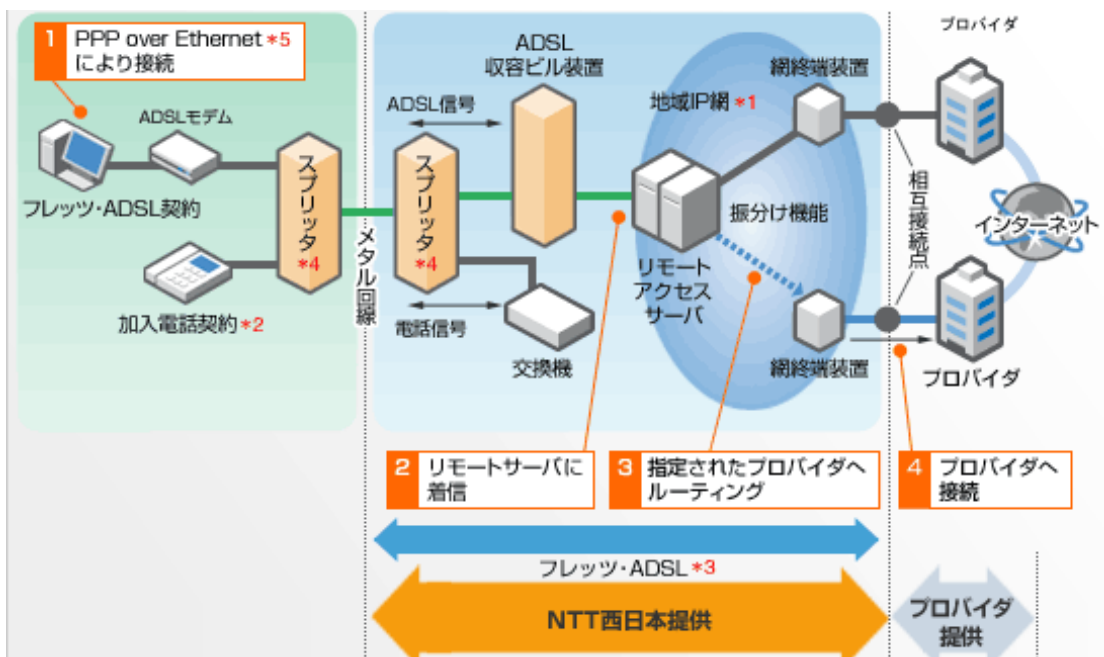 プロバイダ
1 PPP over Ethernet *5
により接続
ADSL
収容ビル装置
網終端装置
地域IP網 *1
ADSL信号
ADSLモデム
スプリッタ
*4
スプリッタ
*4
フレッツ・ADSL契約
振分け機能
相互接続点
インターネット
メタル回線
リモート
アクセス
サーバ
加入電話契約*2
電話信号
交換機
網終端装置
プロバイダ
2 リモートサーバに
着信
3 指定されたプロバイダへ
ルーティング
4 プロバイダへ
接続
フレッツ・ADSL *3
NTT西日本提供
プロバイダ
提供